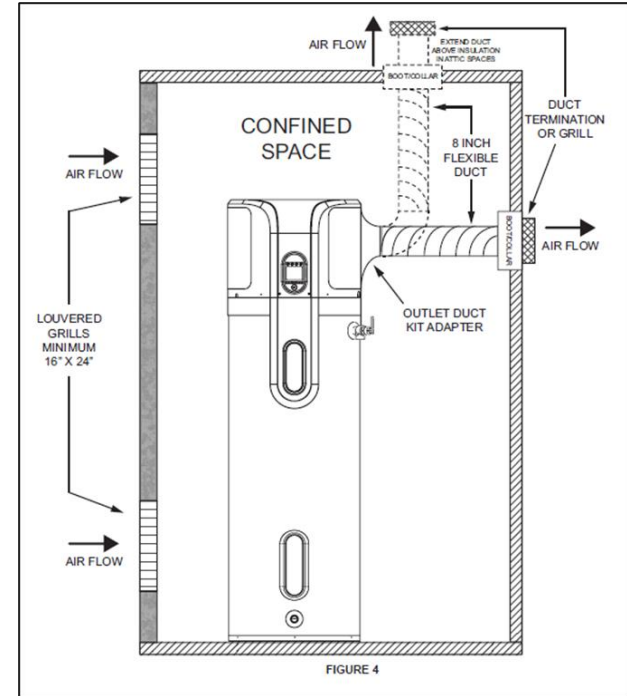 AIR FLOW
EXTEND DUCT
ABOVE INSULATION
IN ATTIC SPACES
BOOT/COLLAR
DUCT
TERMINATION
OR GRILL
CONFINED
SPACE
8 INCH
FLEXIBLE
DUCT
AIR FLOW
BOOT/COLLAR
AIR FLOW
OUTLET DUCT
KIT ADAPTER
LOUVERED
GRILLS
MINIMUM
16" X 24"
AIR FLOW
FIGURE 4